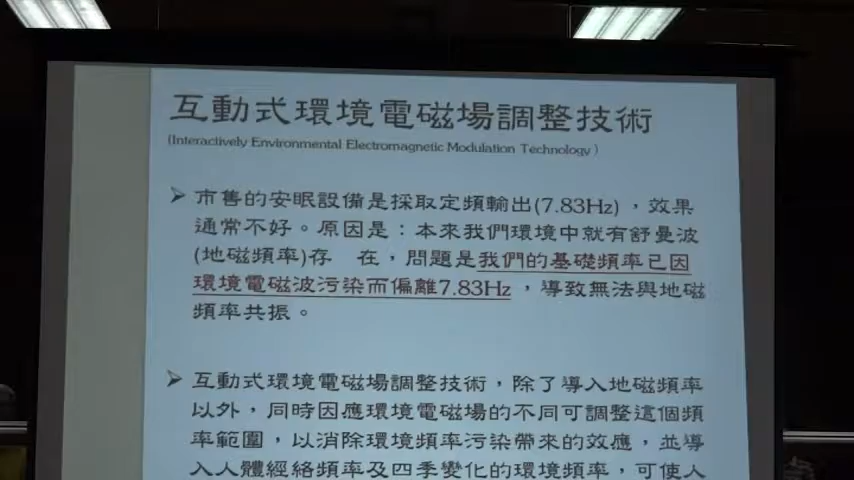 互動式環境電磁場調整技術
(Interactively Environmental Electromagnetic Modulation Technology )
➢ 市售的安眠設備是採取定頻輸出(7.83Hz) ，效果
通常不好。原因是：本來我們環境中就有舒曼波
(地磁頻率)存 在，問題是我們的基礎頻率已因
環境電磁波污染而偏離7.83Hz ，導致無法與地磁
頻率共振。
➢ 互動式環境電磁場調整技術，除了導入地磁頻率
以外，同時因應環境電磁場的不同可調整這個頻
率範圍，以消除環境頻率污染帶來的效應，並導
入人體經絡頻率及四季變化的環境頻率，可使人